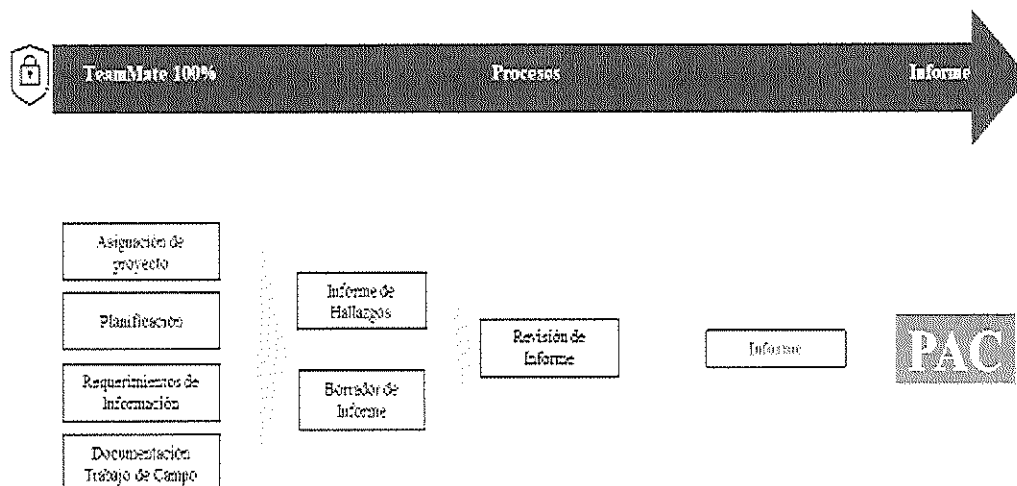 TeamMate 100% Procesos Informe
Asignación de
proyecto
Planificación
Requerimientos de
Información
Documentación
Trabajo de Campo
Informe de
Hallazgos
Borrador de
Informe
Revisión de
Informe
Informe
PAC